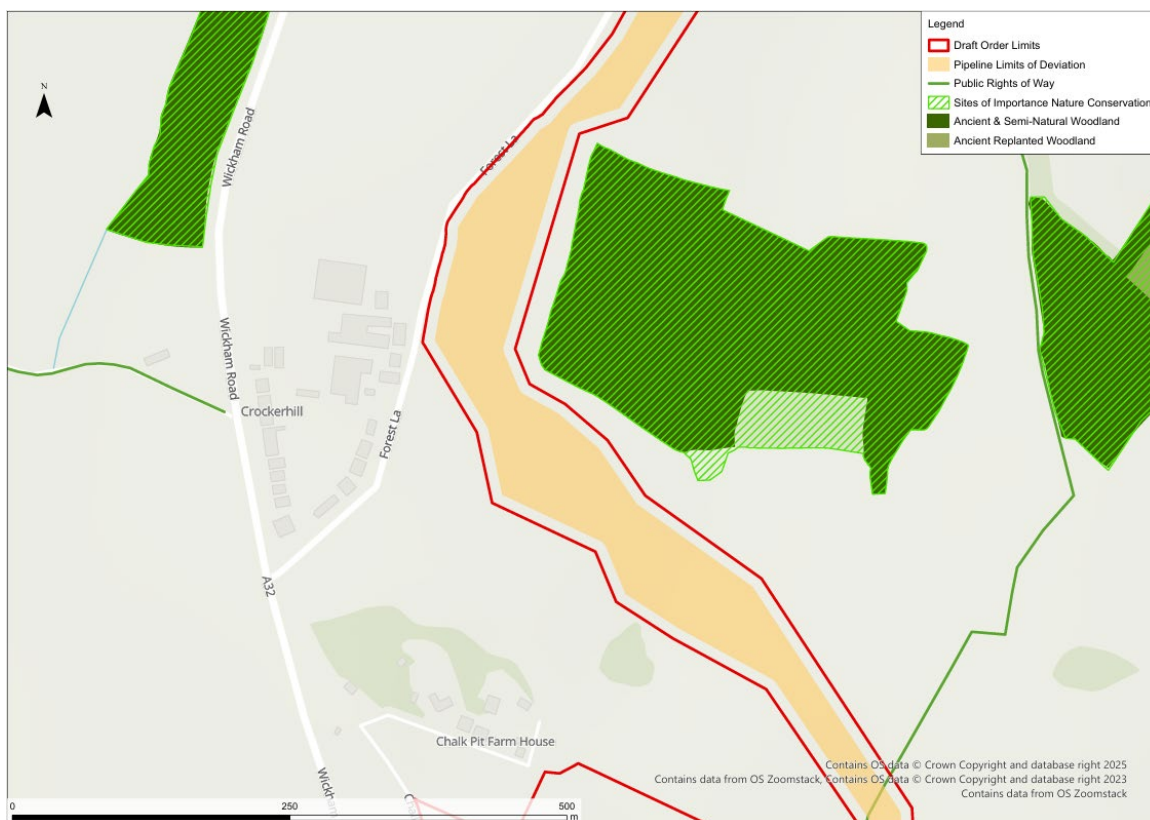 Legend
Draft Order Limits
Pipeline Limits of Deviation
Public Rights of Way
Sites of Importance Nature Conservation
Ancient & Semi-Natural Woodland
Ancient Replanted Woodland
N
Wickham Road
Forest La
Wickham Road
Crockerhill
Forest La
A32
Chalk Pit Farm House
Wickham
Contains OS data © Crown Copyright and database right 2025
Contains data from OS Zoomstack, Contains OS data © Crown Copyright and database right 2023
Contains data from OS Zoomstack
0 250 500
m